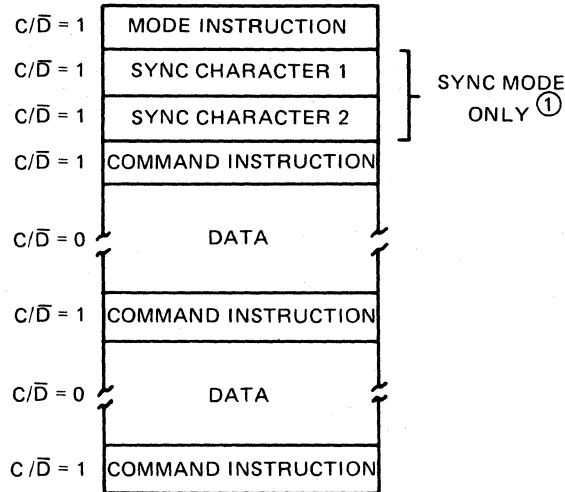 C/D̅ = 1 MODE INSTRUCTION
C/D̅ = 1 SYNC CHARACTER 1
C/D̅ = 1 SYNC CHARACTER 2
SYNC MODE
ONLY ①
C/D̅ = 1 COMMAND INSTRUCTION
C/D̅ = 0 DATA
C/D̅ = 1 COMMAND INSTRUCTION
C/D̅ = 0 DATA
C/D̅ = 1 COMMAND INSTRUCTION